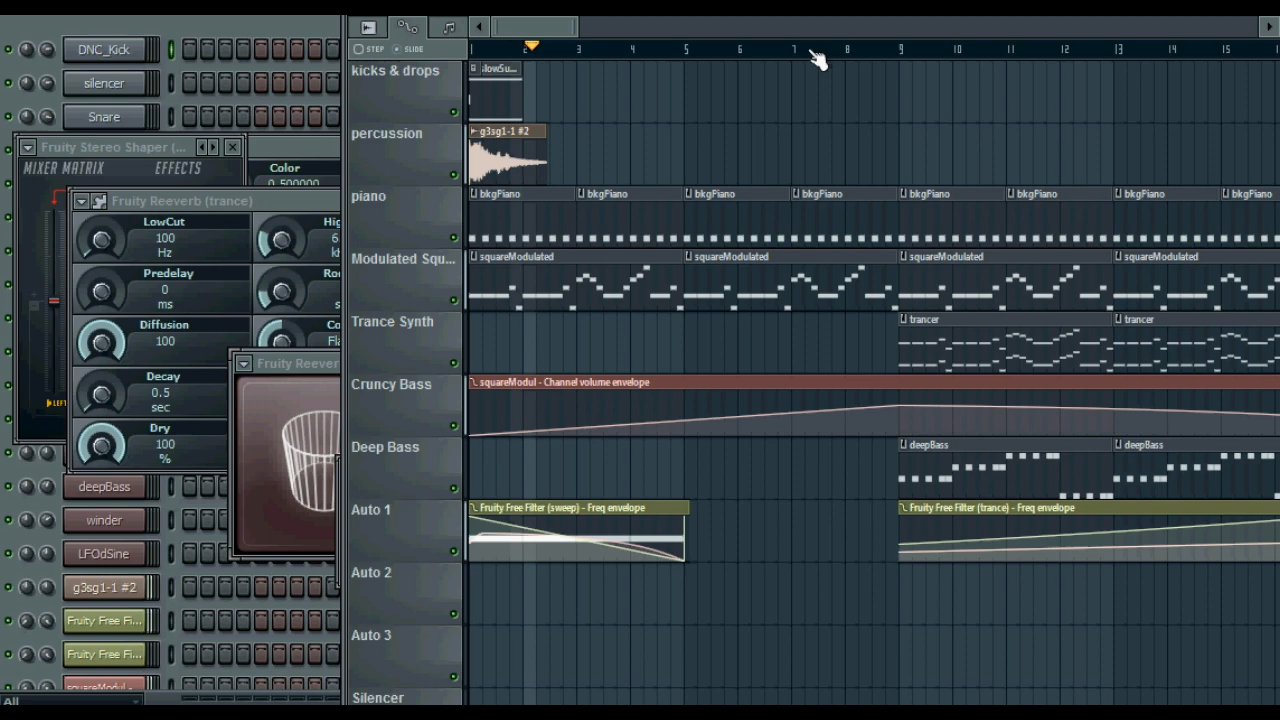 STEP SLIDE
1 2 3 4 5 6 7 8 9 10 11 12 13 14 15
DNC_Kick
silencer
Snare
Fruity Stereo Shaper (...
MIXER MATRIX EFFECTS
Color
0.500000
Fruity Reeverb (trance)
LowCut
100
Hz
Predelay
0
ms
Diffusion
100
Decay
0.5
sec
Dry
100
%
Fruity Reever
deepBass
winder
LFOdSine
g3sg1-1 #2
Fruity Free Fi...
Fruity Free Fi...
squareModul -
All
kicks & drops
lowSu...
percussion
g3sg1-1 #2
piano
bkgPiano bkgPiano bkgPiano bkgPiano bkgPiano bkgPiano bkgPiano bkgPiano
Modulated Squ...
squareModulated squareModulated squareModulated squareModulated
Trance Synth
trancer trancer
Cruncy Bass
squareModul - Channel volume envelope
Deep Bass
deepBass deepBass
Auto 1
Fruity Free Filter (sweep) - Freq envelope Fruity Free Filter (trance) - Freq envelope
Auto 2
Auto 3
Silencer